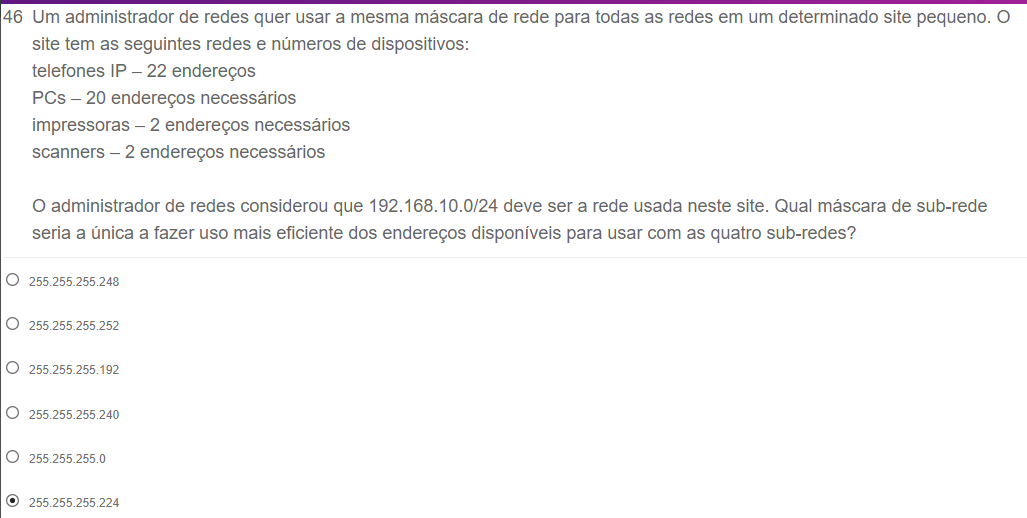 46 Um administrador de redes quer usar a mesma máscara de rede para todas as redes em um determinado site pequeno. O
site tem as seguintes redes e números de dispositivos:
telefones IP – 22 endereços
PCs – 20 endereços necessários
impressoras – 2 endereços necessários
scanners – 2 endereços necessários
O administrador de redes considerou que 192.168.10.0/24 deve ser a rede usada neste site. Qual máscara de sub-rede
seria a única a fazer uso mais eficiente dos endereços disponíveis para usar com as quatro sub-redes?
255.255.255.248
255.255.255.252
255.255.255.192
255.255.255.240
255.255.255.0
255.255.255.224